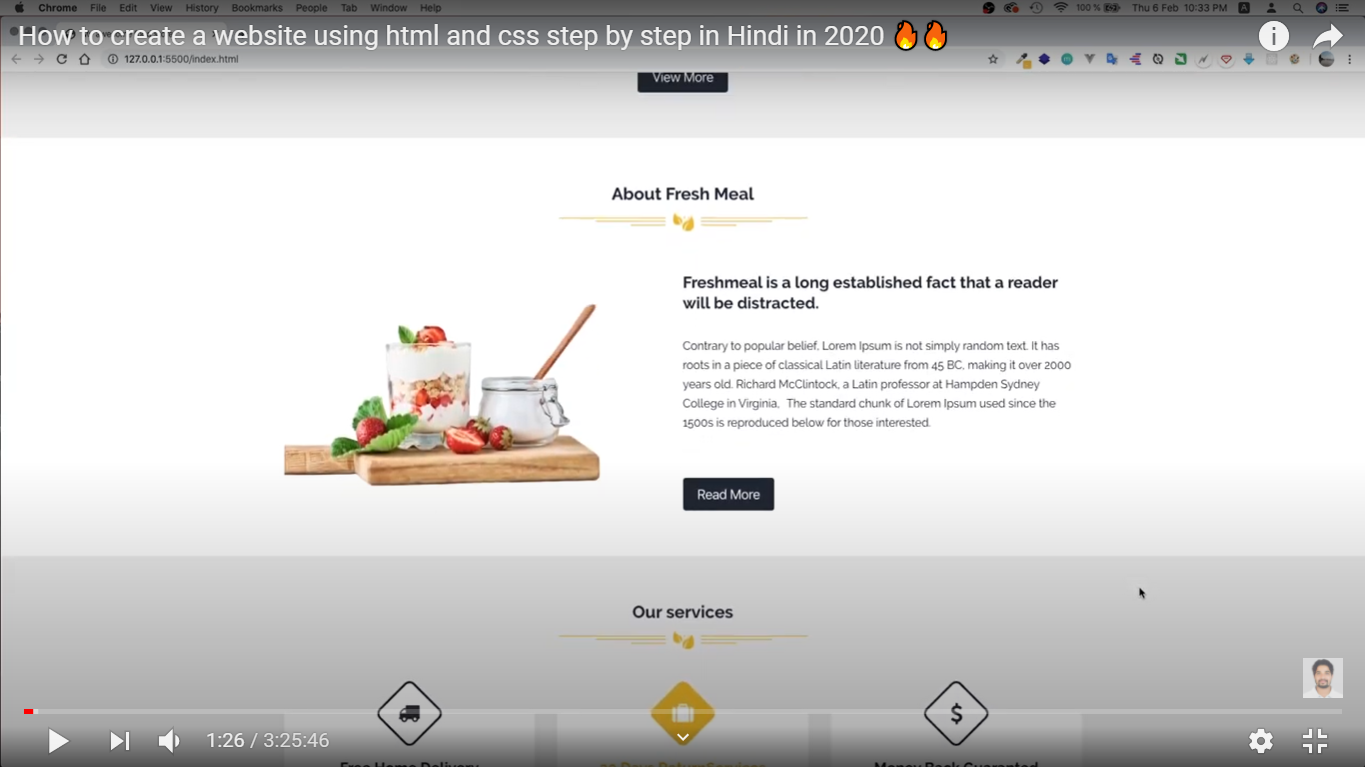 Chrome File Edit View History Bookmarks People Tab Window Help 100 % Thu 6 Feb 10:33 PM
How to create a website using html and css step by step in Hindi in 2020 🔥🔥
127.0.0.1:5500/index.html
View More
About Fresh Meal
Freshmeal is a long established fact that a reader
will be distracted.
Contrary to popular belief, Lorem Ipsum is not simply random text. It has
roots in a piece of classical Latin literature from 45 BC, making it over 2000
years old. Richard McClintock, a Latin professor at Hampden Sydney
College in Virginia, The standard chunk of Lorem Ipsum used since the
1500s is reproduced below for those interested.
Read More
Our services
$
1:26 / 3:25:46
Free Home Delivery
Money Back Guaranted